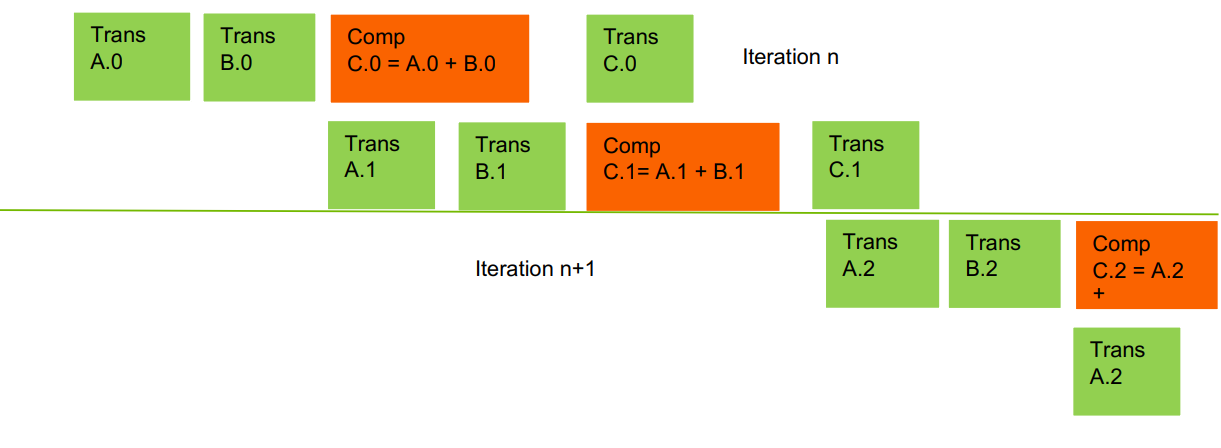 Trans
A.0
Trans
B.0
Comp
C.0 = A.0 + B.0
Trans
C.0
Iteration n
Trans
A.1
Trans
B.1
Comp
C.1= A.1 + B.1
Trans
C.1
Iteration n+1
Trans
A.2
Trans
B.2
Comp
C.2 = A.2
+
Trans
A.2